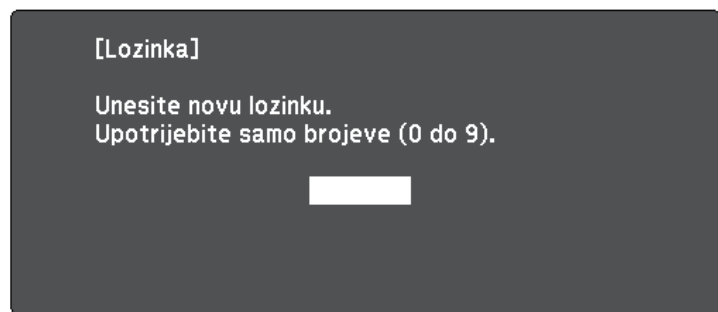 [Lozinka]
Unesite novu lozinku.
Upotrijebite samo brojeve (0 do 9).